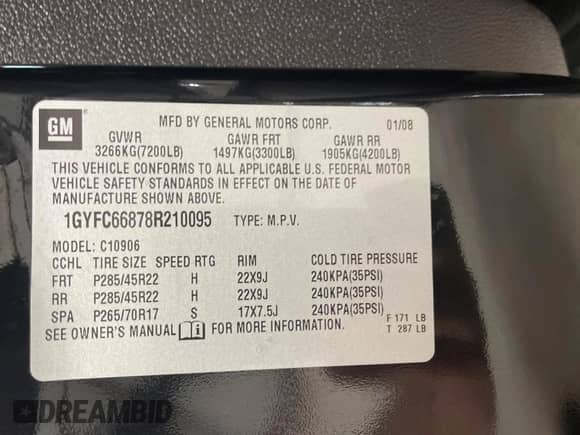 GM
MFD BY GENERAL MOTORS CORP. 01/08
GVWR GAWR FRT GAWR RR
3266KG(7200LB) 1497KG(3300LB) 1905KG(4200LB)
THIS VEHICLE CONFORMS TO ALL APPLICABLE U.S. FEDERAL MOTOR
VEHICLE SAFETY STANDARDS IN EFFECT ON THE DATE OF
MANUFACTURE SHOWN ABOVE.
1GYFC66878R210095 TYPE: M.P.V.
MODEL: C10906
CCHL TIRE SIZE SPEED RTG RIM COLD TIRE PRESSURE
FRT P285/45R22 H 22X9J 240KPA(35PSI)
RR P285/45R22 H 22X9J 240KPA(35PSI)
SPA P265/70R17 S 17X7.5J 240KPA(35PSI)
SEE OWNER'S MANUAL FOR MORE INFORMATION.
F 171 LB
T 287 LB
DREAMBID